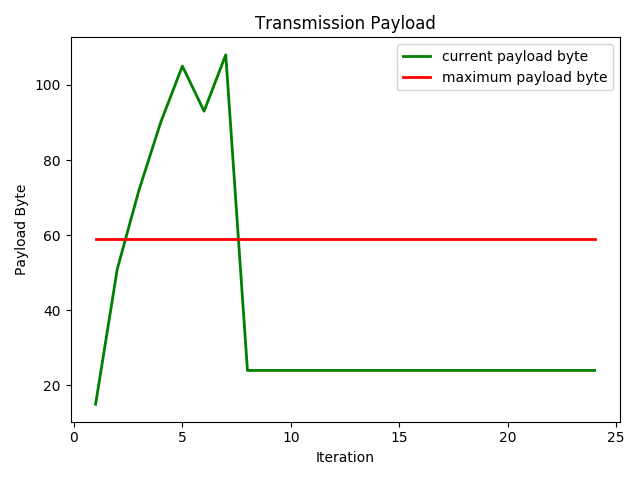 Transmission Payload
current payload byte
maximum payload byte
100
80
60
40
20
Payload Byte
0
5
10
15
20
25
Iteration